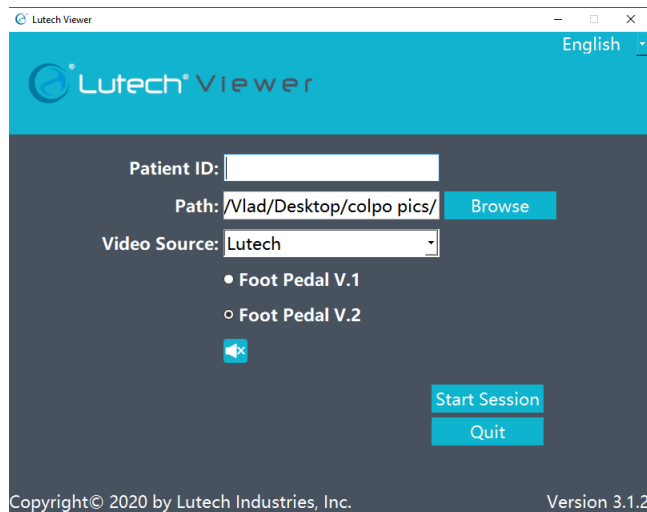 Lutech Viewer
English
Lutech® Viewer
Patient ID:
Path: /Vlad/Desktop/colpo pics/ Browse
Video Source: Lutech
Foot Pedal V.1
Foot Pedal V.2
Start Session
Quit
Copyright© 2020 by Lutech Industries, Inc. Version 3.1.2